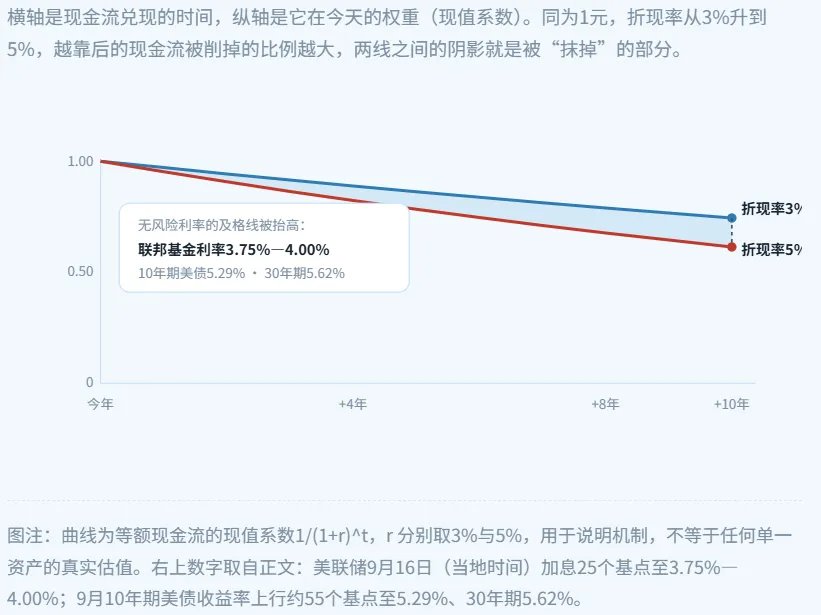 横轴是现金流兑现的时间，纵轴是它在今天的权重（现值系数）。同为1元，折现率从3%升到
5%，越靠后的现金流被削掉的比例越大，两线之间的阴影就是被“抹掉”的部分。
1.00
折现率3%
无风险利率的及格线被抬高：
联邦基金利率3.75%—4.00%
折现率5%
0.50
10年期美债5.29% · 30年期5.62%
0
今年
+4年
+8年
+10年
图注：曲线为等额现金流的现值系数1/(1+r)^t，r 分别取3%与5%，用于说明机制，不等于任何单一
资产的真实估值。右上数字取自正文：美联储9月16日（当地时间）加息25个基点至3.75%—
4.00%；9月10年期美债收益率上行约55个基点至5.29%、30年期5.62%。